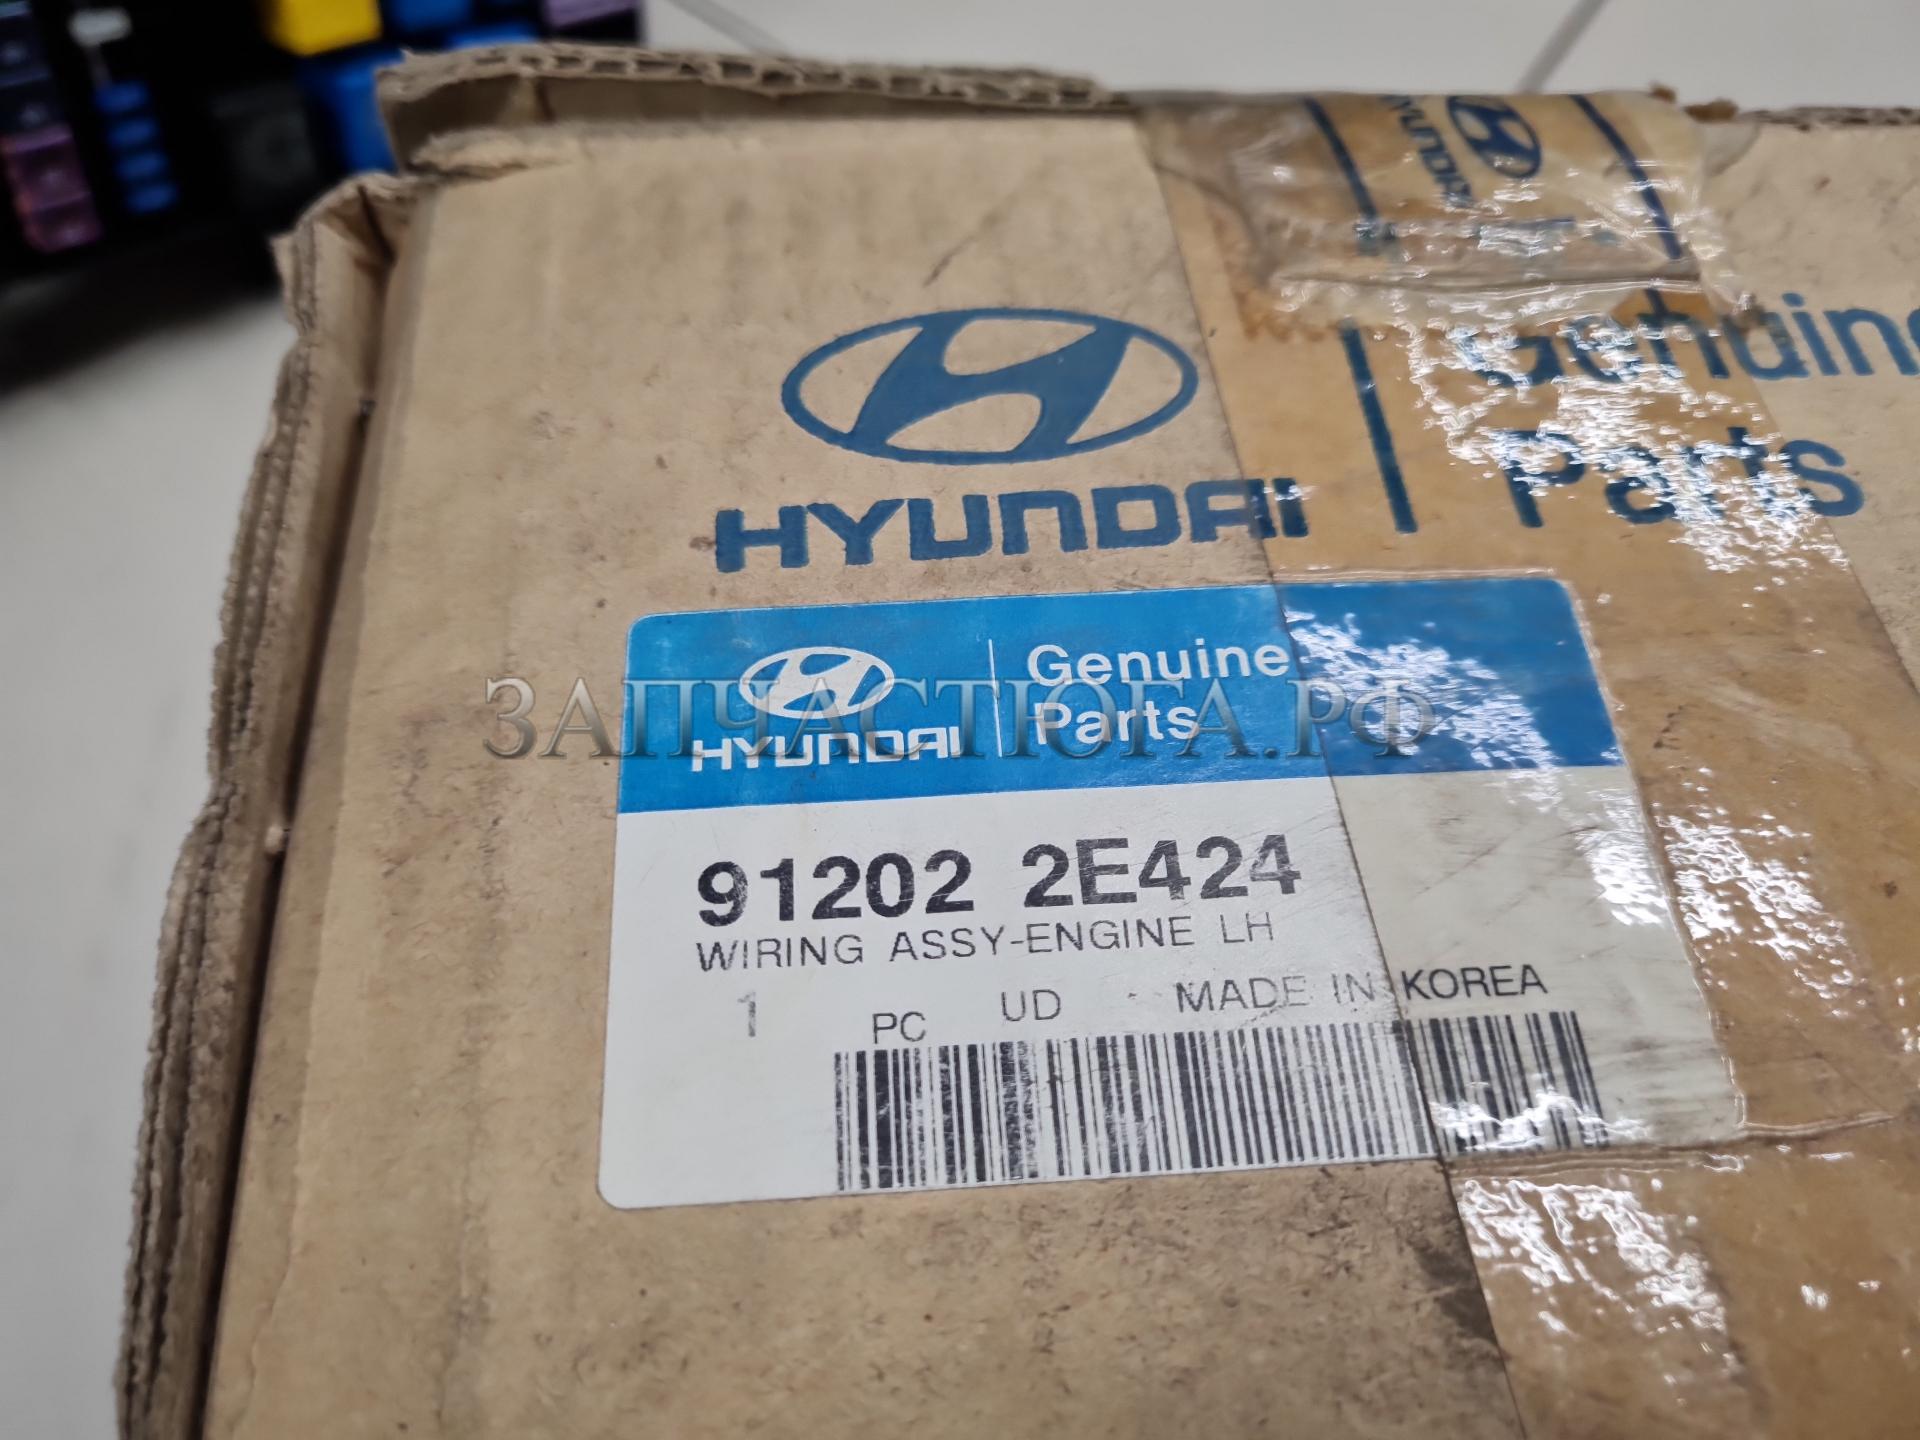 HYUNDAI
HYUNDAI
Genuine
Parts
HYUNDAI
Genuine
Parts
ЗАПЧАСТЮГА.РФ
91202 2E424
WIRING ASSY-ENGINE LH
1 PC UD MADE IN KOREA